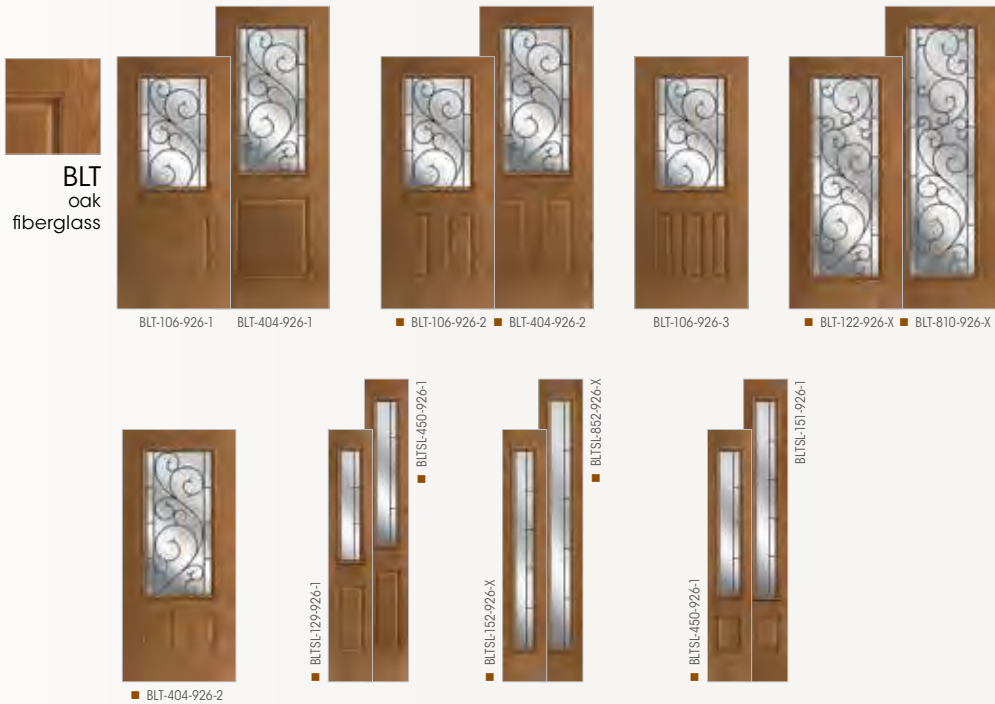 BLT
oak
fiberglass
BLT-106-926-1 BLT-404-926-1
■ BLT-106-926-2 ■ BLT-404-926-2
BLT-106-926-3
■ BLT-122-926-X ■ BLT-810-926-X
■ BLT-404-926-2
■ BLTSL-129-926-1
■ BLTSL-450-926-1
■ BLTSL-152-926-X
■ BLTSL-852-926-X
■ BLTSL-450-926-1
BLTSL-151-926-1